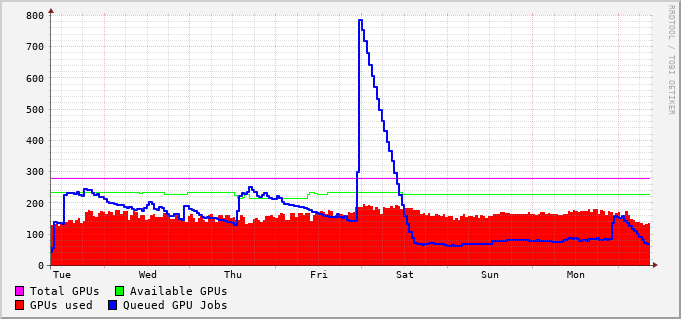 800
700
600
500
400
300
200
100
0
Tue Wed Thu Fri Sat Sun Mon
Total GPUs Available GPUs
GPUs used Queued GPU Jobs
RRDTOOL / TOBI OETIKER